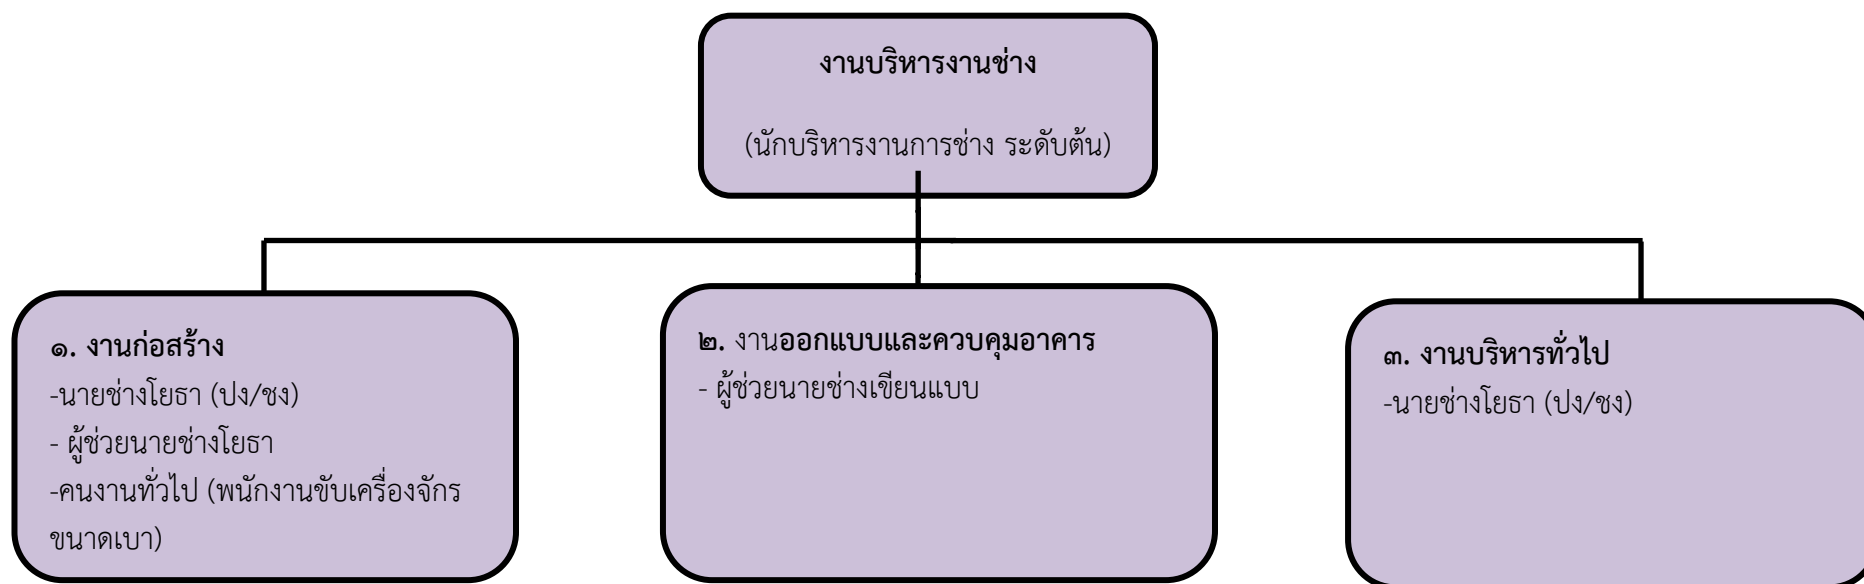 งานบริหารงานช่าง
(นักบริหารงานการช่าง ระดับต้น)
๑. งานก่อสร้าง
-นายช่างโยธา (ปง/ชง)
- ผู้ช่วยนายช่างโยธา
-คนงานทั่วไป (พนักงานขับเครื่องจักร
ขนาดเบา)
๒. งานออกแบบและควบคุมอาคาร
- ผู้ช่วยนายช่างเขียนแบบ
๓. งานบริหารทั่วไป
-นายช่างโยธา (ปง/ชง)